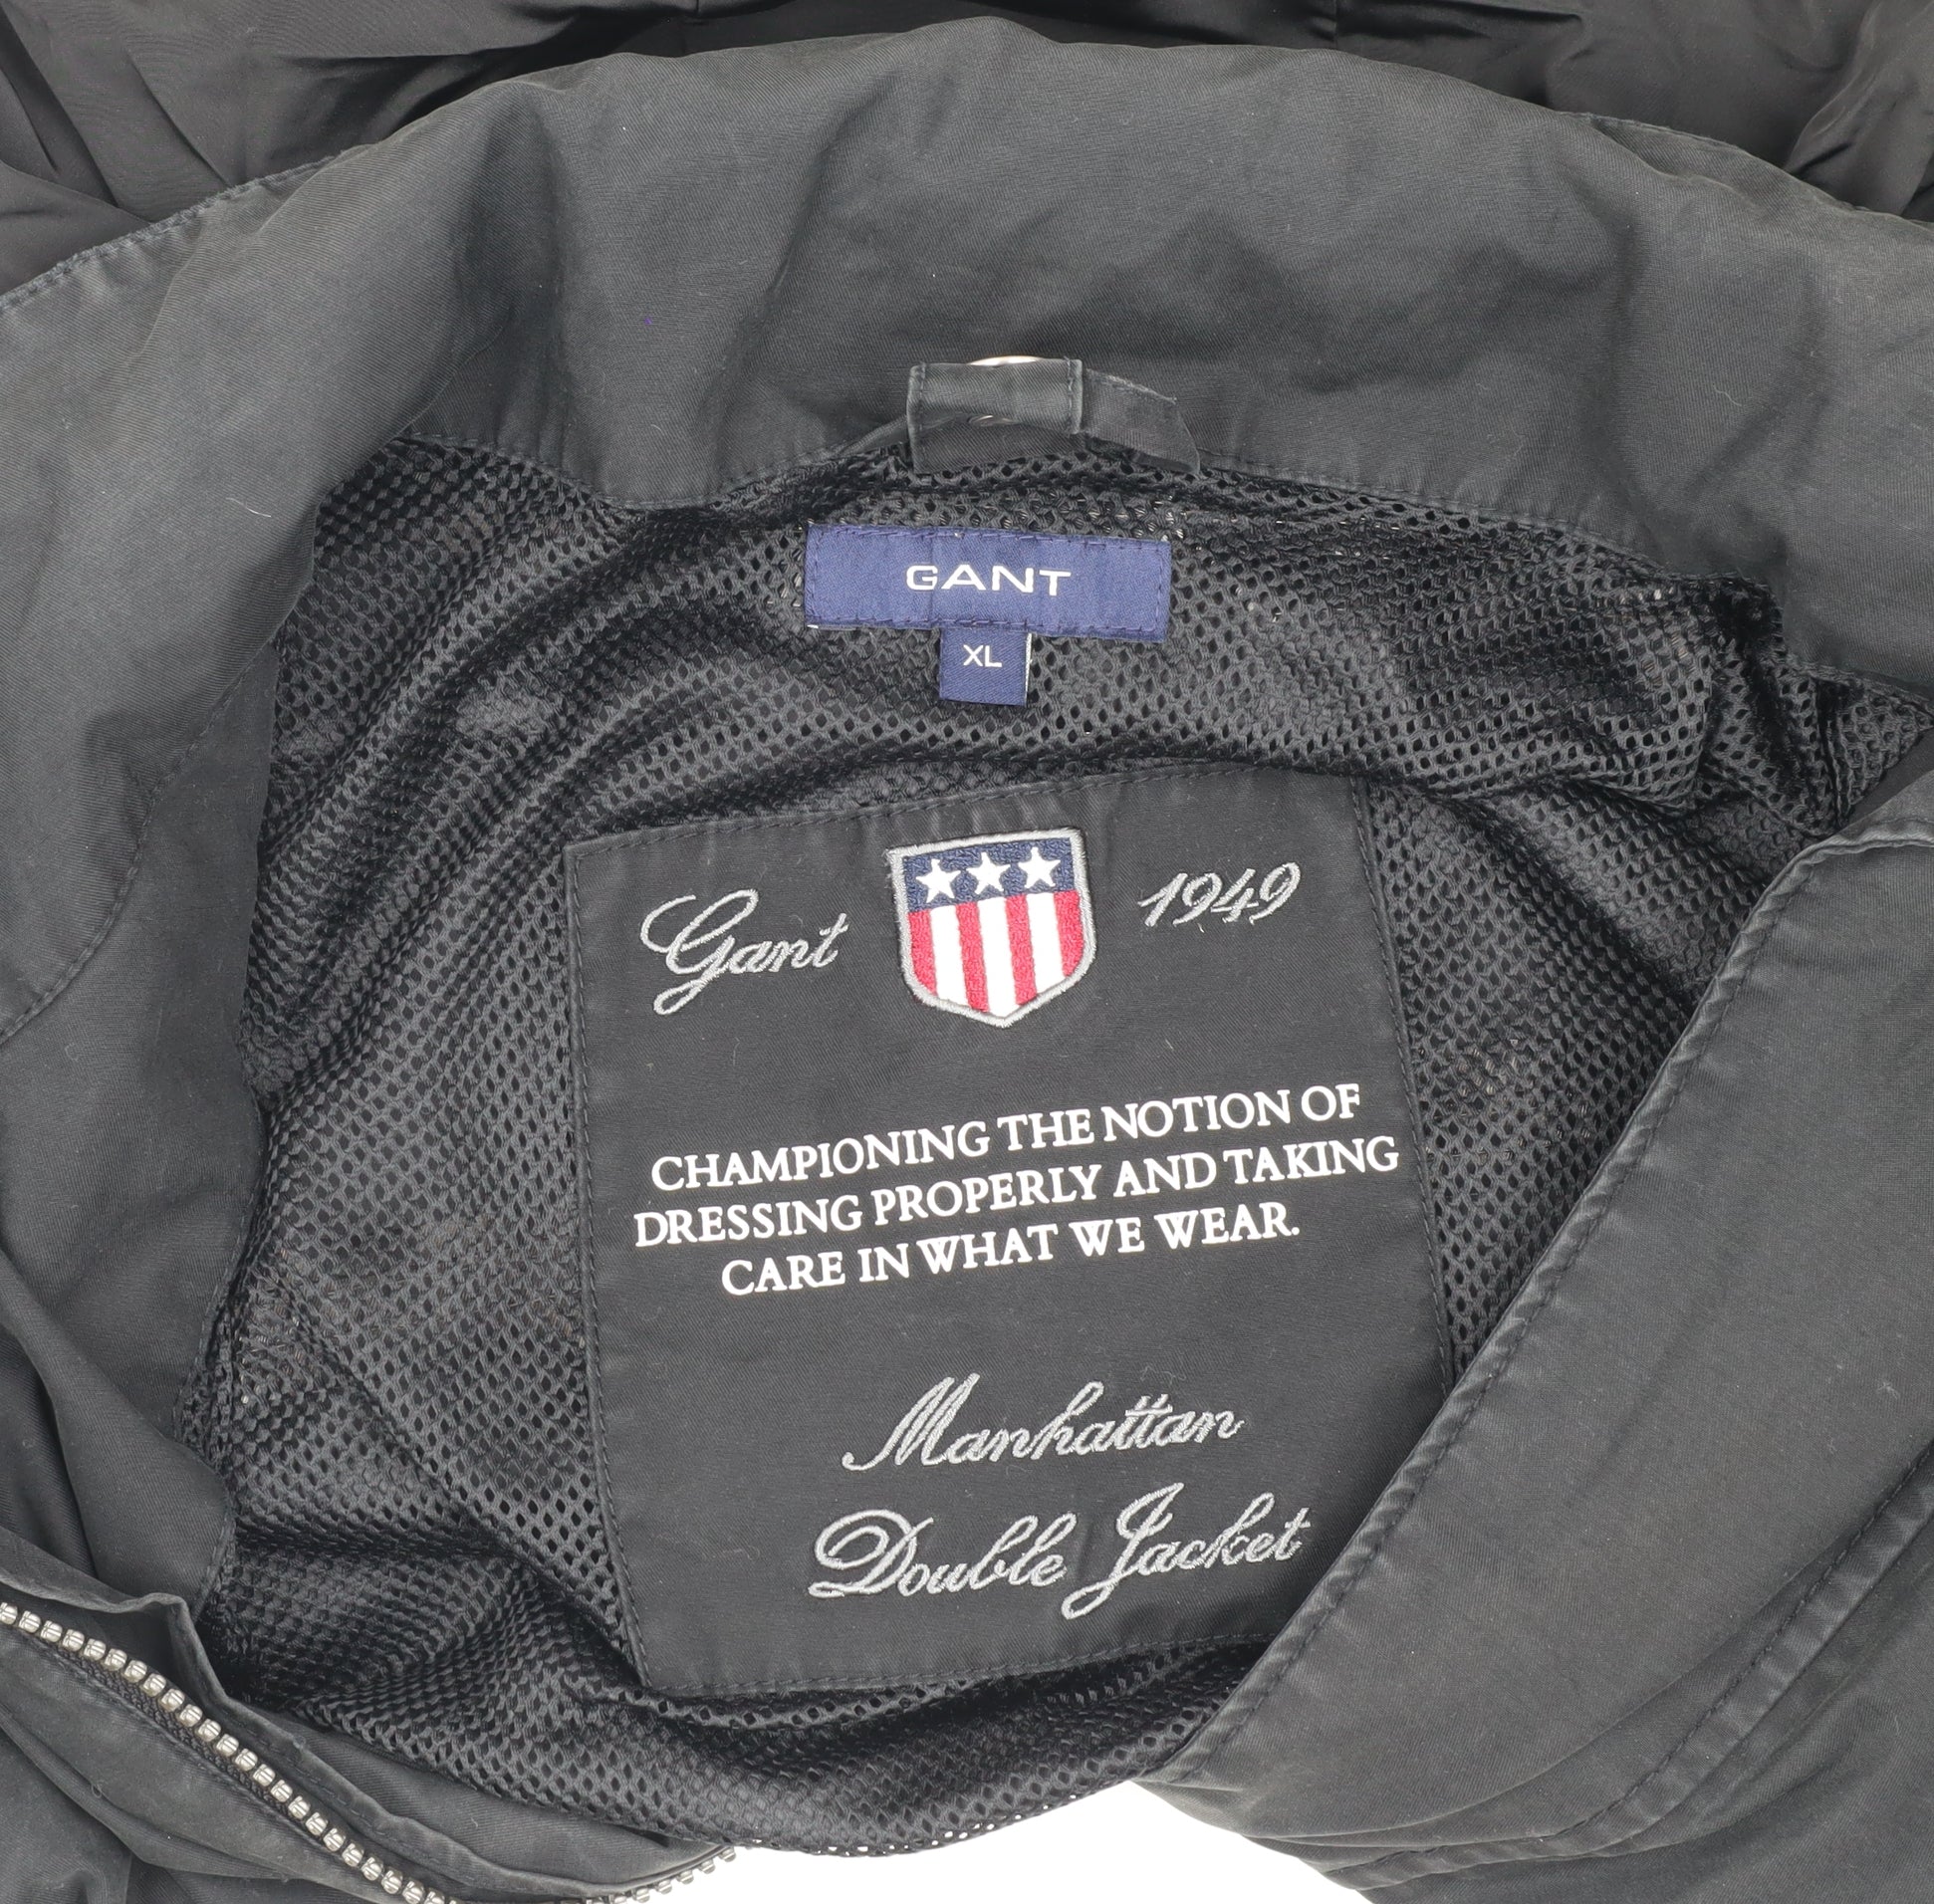 GANT
XL
Gant 1949
CHAMPIONING THE NOTION OF
DRESSING PROPERLY AND TAKING
CARE IN WHAT WE WEAR.
Manhattan
Double Jacket